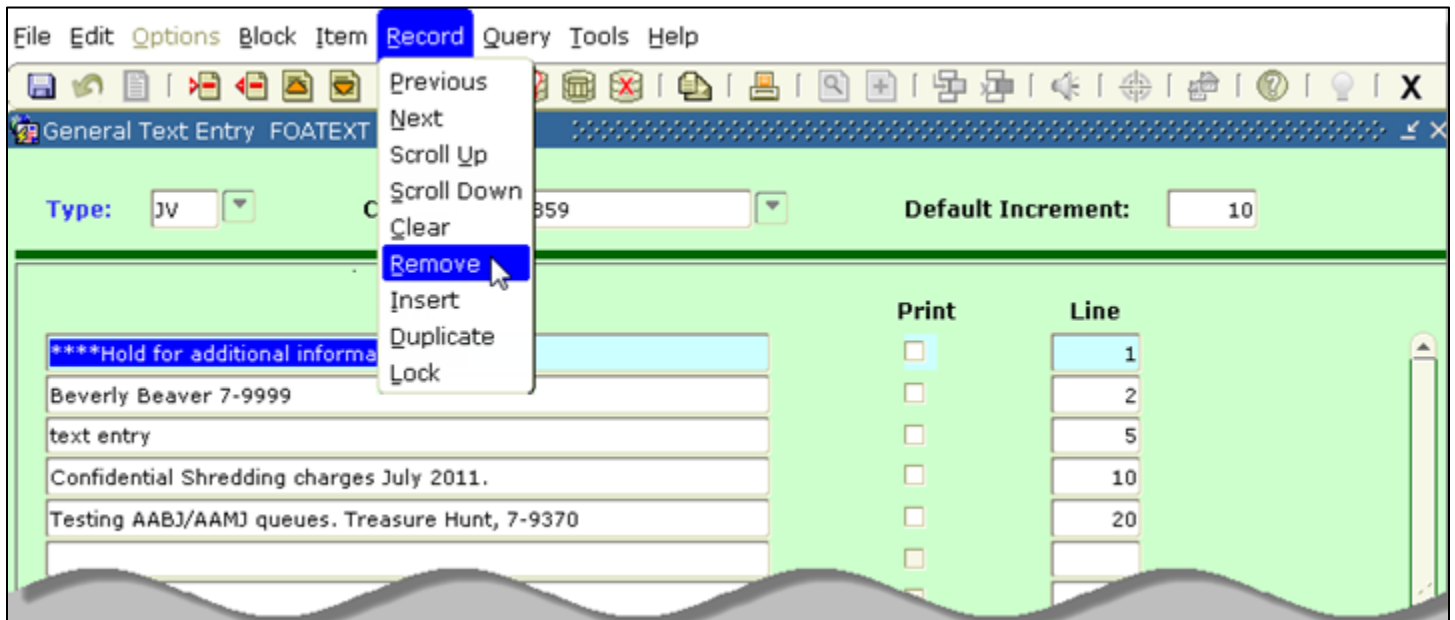 File Edit Options Block Item Record Query Tools Help
X
General Text Entry FOATEXT
Previous
Next
Scroll Up
Scroll Down
Clear
Remove
Insert
Duplicate
Lock
Type: JV C 859 Default Increment: 10
Print Line
****Hold for additional informa 1
Beverly Beaver 7-9999 2
text entry 5
Confidential Shredding charges July 2011. 10
Testing AABJ/AAMJ queues. Treasure Hunt, 7-9370 20